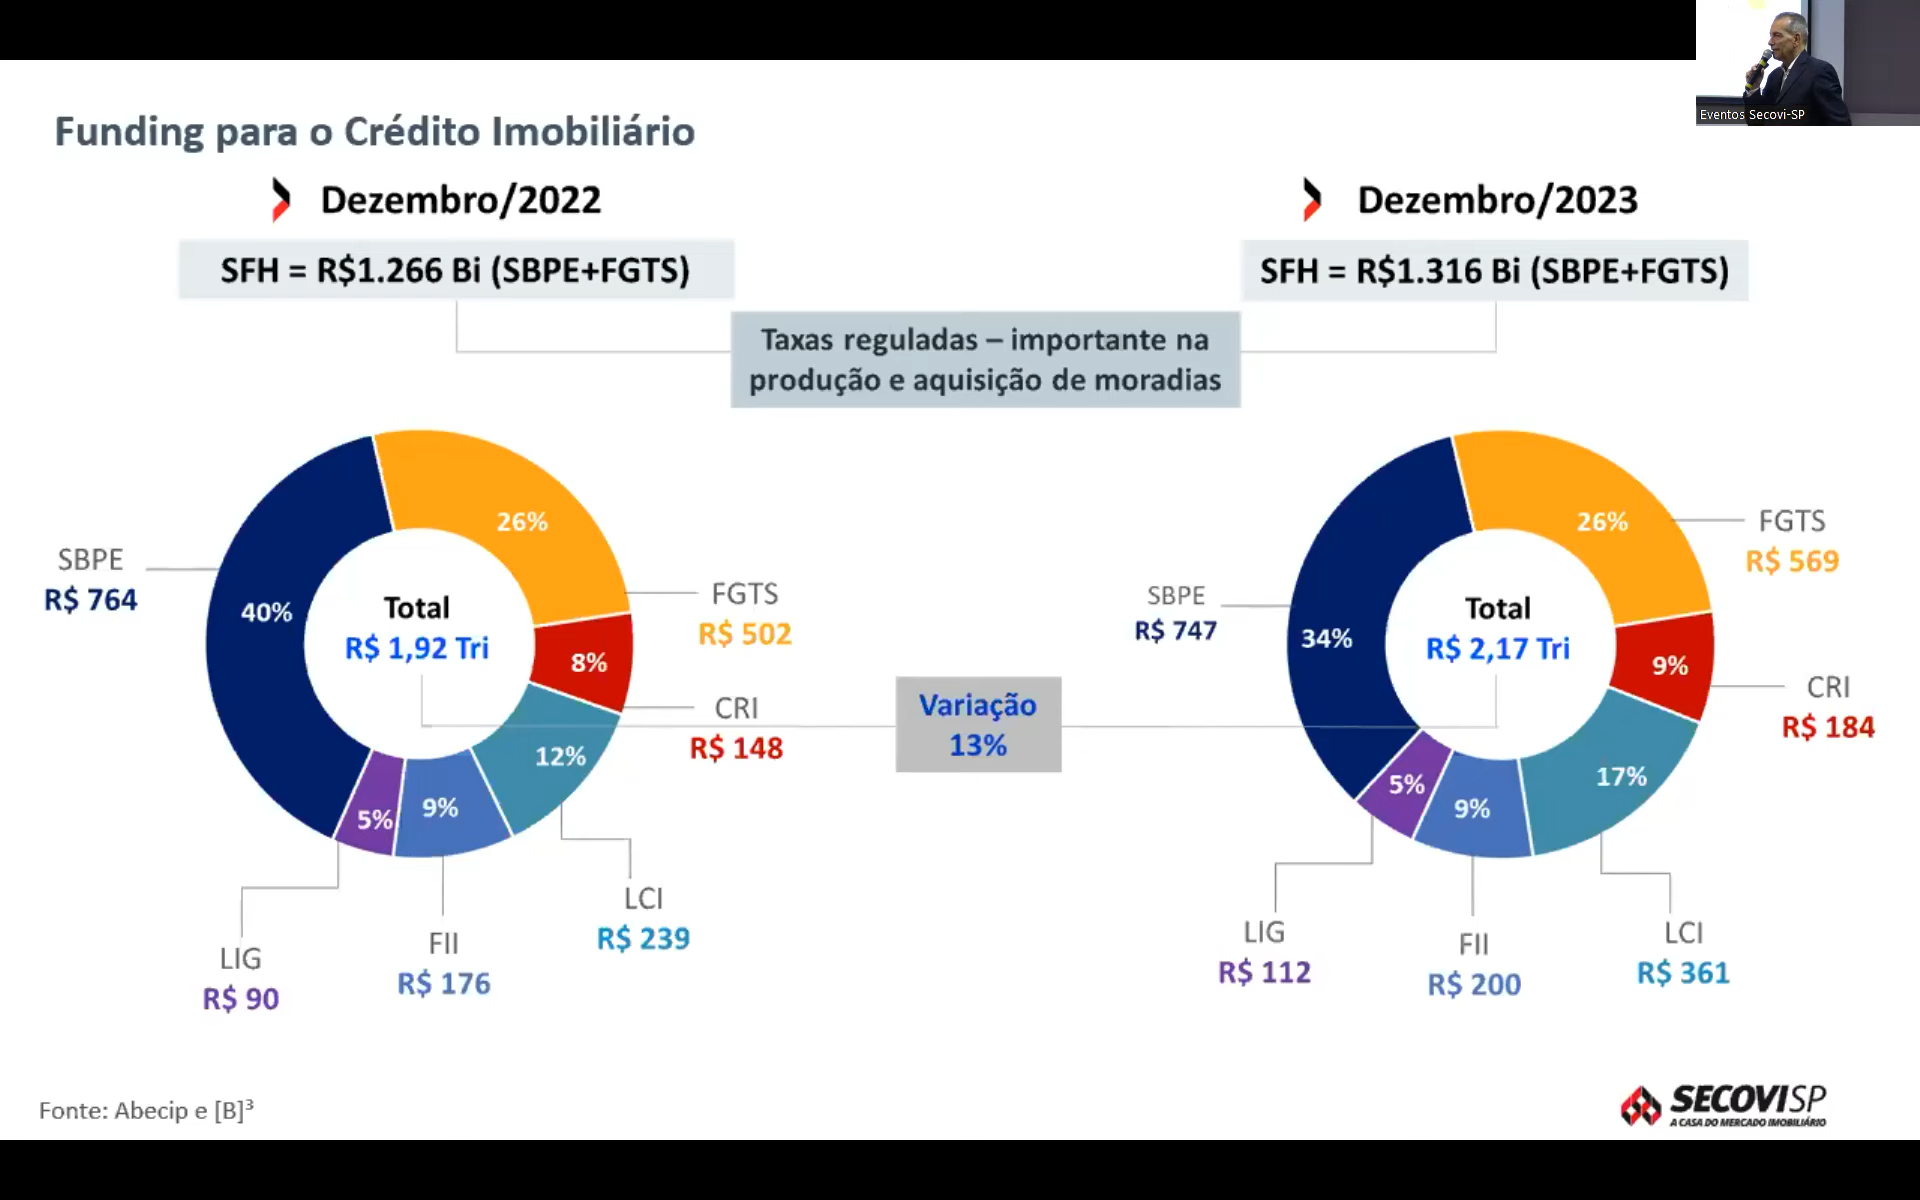 Eventos Secovi-SP
Funding para o Crédito Imobiliário
Dezembro/2022
SFH = R$1.266 Bi (SBPE+FGTS)
Dezembro/2023
SFH = R$1.316 Bi (SBPE+FGTS)
Taxas reguladas – importante na
produção e aquisição de moradias
SBPE
R$ 764
40%
26%
FGTS
R$ 502
8%
CRI
R$ 148
12%
LCI
R$ 239
9%
FII
R$ 176
5%
LIG
R$ 90
Total
R$ 1,92 Tri
Variação
13%
SBPE
R$ 747
34%
26%
FGTS
R$ 569
9%
CRI
R$ 184
17%
LCI
R$ 361
9%
FII
R$ 200
5%
LIG
R$ 112
Total
R$ 2,17 Tri
Fonte: Abecip e [B]³
SECOVISP
A CASA DO MERCADO IMOBILIÁRIO